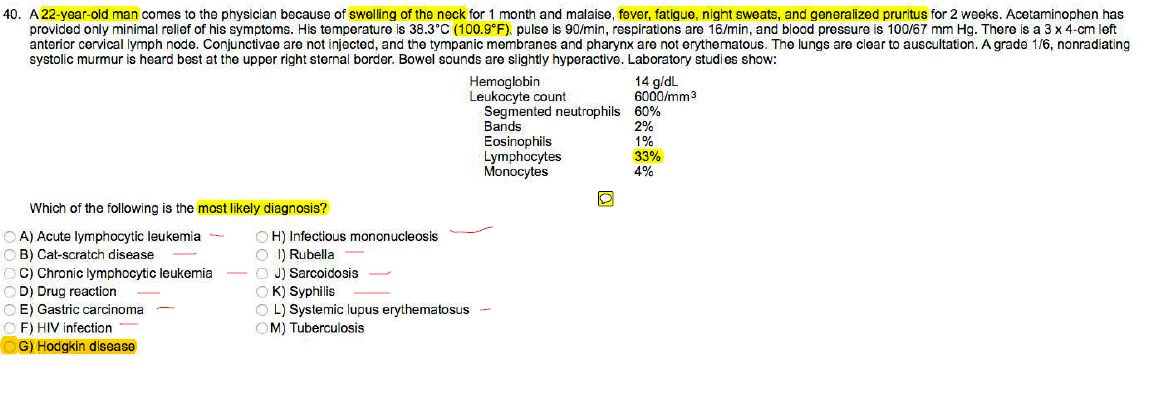 40. A 22-year-old man comes to the physician because of swelling of the neck for 1 month and malaise, fever, fatigue, night sweats, and generalized pruritus for 2 weeks. Acetaminophen has
provided only minimal relief of his symptoms. His temperature is 38.3°C (100.9°F), pulse is 90/min, respirations are 16/min, and blood pressure is 100/67 mm Hg. There is a 3 x 4-cm left
anterior cervical lymph node. Conjunctivae are not injected, and the tympanic membranes and pharynx are not erythematous. The lungs are clear to auscultation. A grade 1/6, nonradiating
systolic murmur is heard best at the upper right sternal border. Bowel sounds are slightly hyperactive. Laboratory studies show:
Hemoglobin 14 g/dL
Leukocyte count 6000/mm3
Segmented neutrophils 60%
Bands 2%
Eosinophils 1%
Lymphocytes 33%
Monocytes 4%
Which of the following is the most likely diagnosis?
A) Acute lymphocytic leukemia
B) Cat-scratch disease
C) Chronic lymphocytic leukemia
D) Drug reaction
E) Gastric carcinoma
F) HIV infection
G) Hodgkin disease
H) Infectious mononucleosis
I) Rubella
J) Sarcoidosis
K) Syphilis
L) Systemic lupus erythematosus
M) Tuberculosis